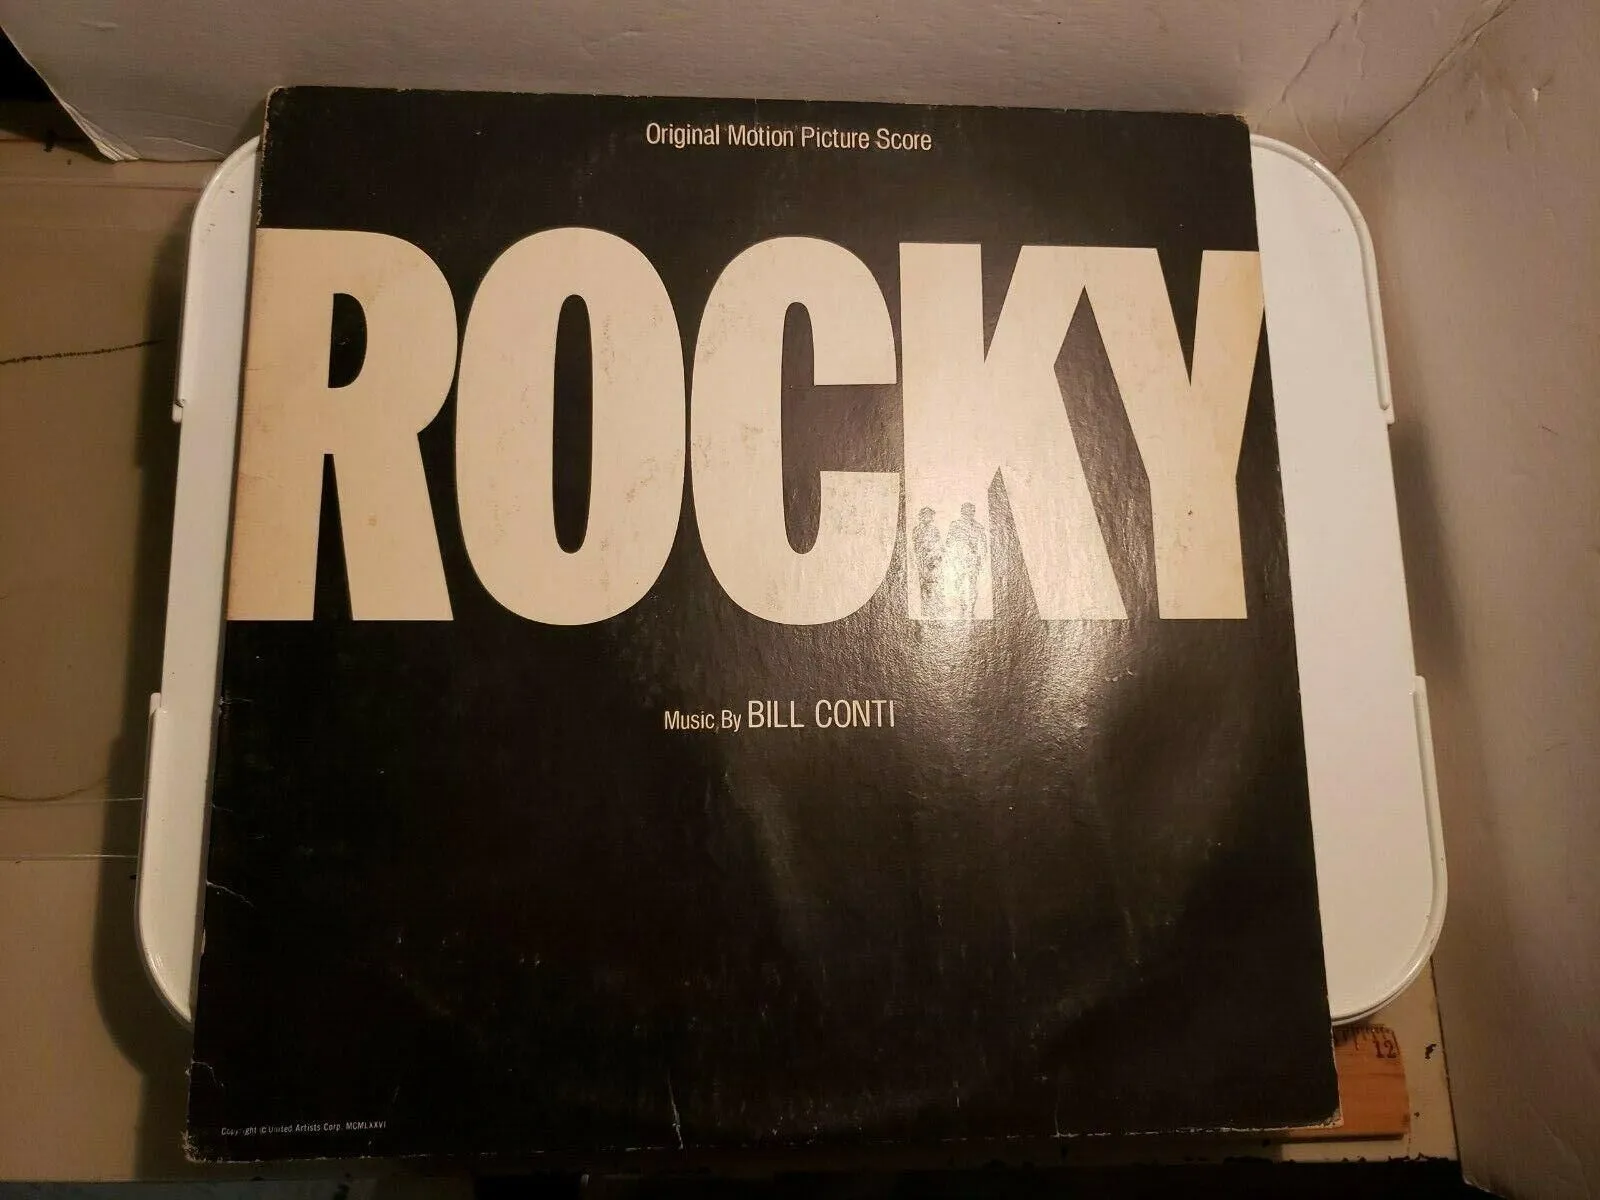 Original Motion Picture Score
ROCKY
Music By BILL CONTI
Copyright © United Artists Corp. MCMLXXVI
12